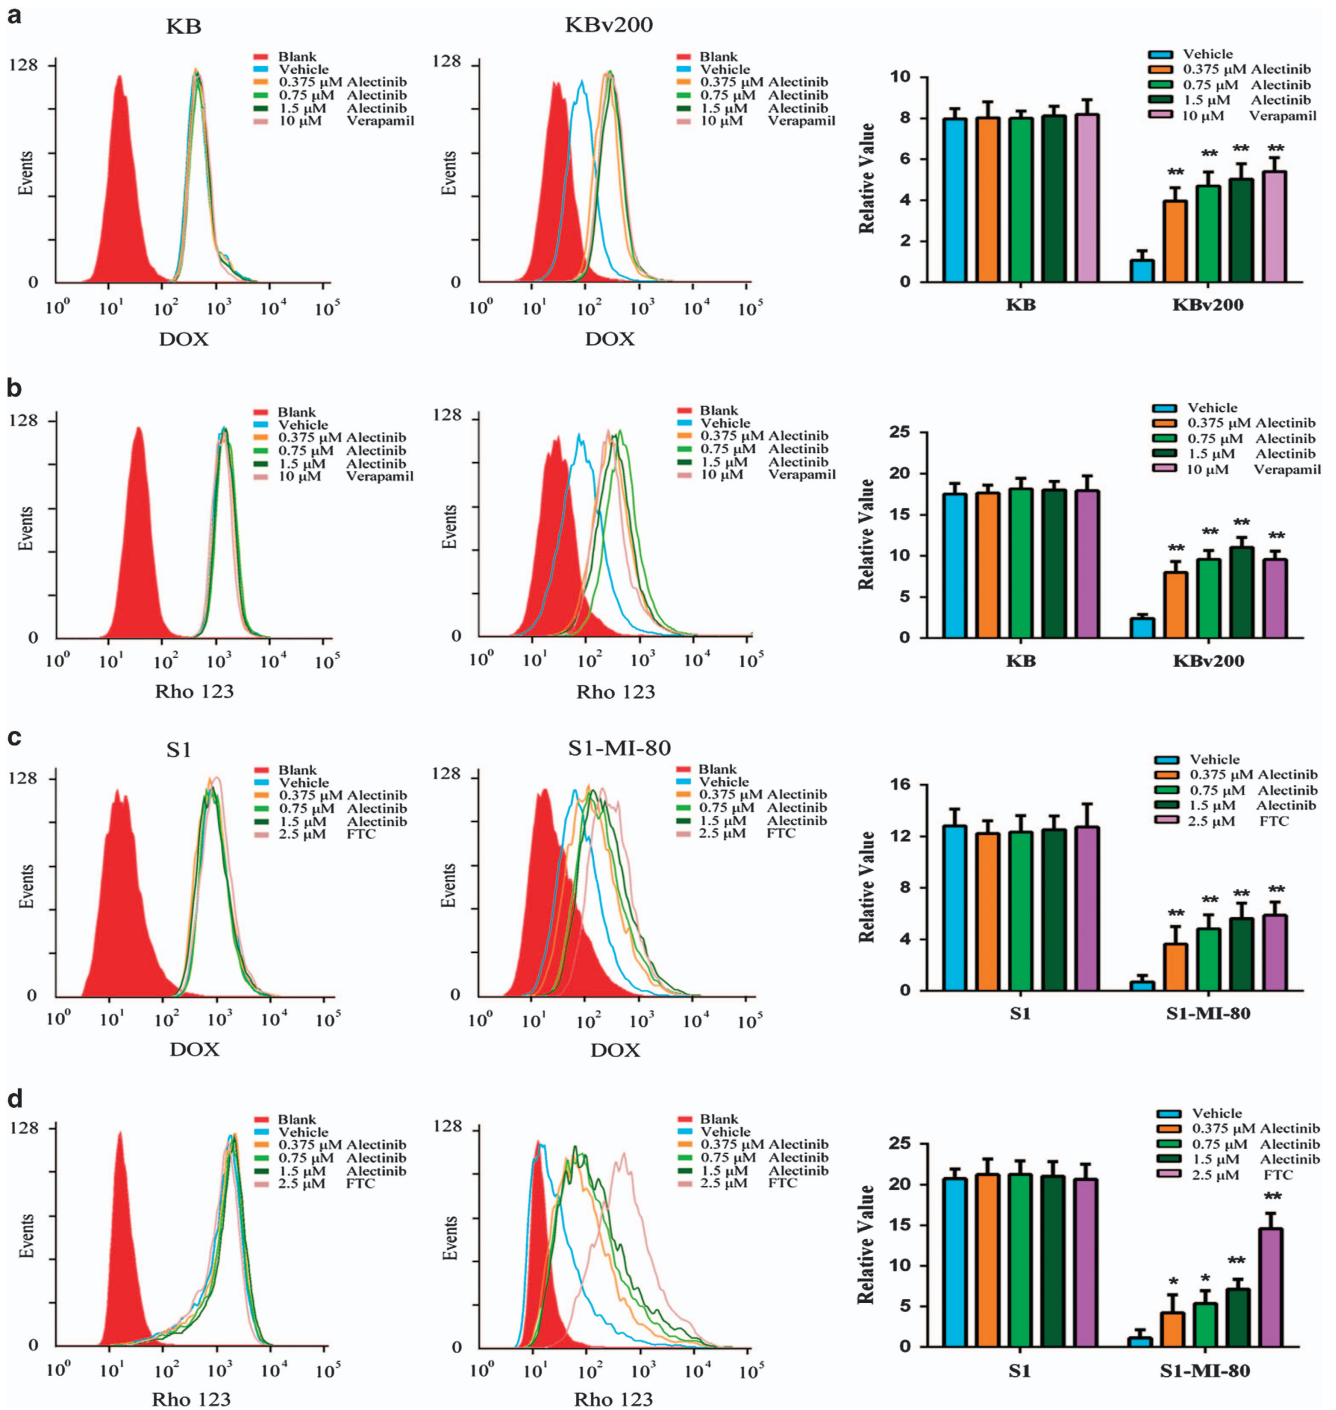 a
KB
128
Events
0
10⁰ 10¹ 10² 10³ 10⁴ 10⁵
DOX
Blank
Vehicle
0.375 µM Alectinib
0.75 µM Alectinib
1.5 µM Alectinib
10 µM Verapamil
KBv200
128
Events
0
10⁰ 10¹ 10² 10³ 10⁴ 10⁵
DOX
Blank
Vehicle
0.375 µM Alectinib
0.75 µM Alectinib
1.5 µM Alectinib
10 µM Verapamil
Relative Value
10
8
6
4
2
0
** ** ** **
KB KBv200
Vehicle
0.375 µM Alectinib
0.75 µM Alectinib
1.5 µM Alectinib
10 µM Verapamil
b
128
Events
0
10⁰ 10¹ 10² 10³ 10⁴ 10⁵
Rho 123
Blank
Vehicle
0.375 µM Alectinib
0.75 µM Alectinib
1.5 µM Alectinib
10 µM Verapamil
128
Events
0
10⁰ 10¹ 10² 10³ 10⁴ 10⁵
Rho 123
Blank
Vehicle
0.375 µM Alectinib
0.75 µM Alectinib
1.5 µM Alectinib
10 µM Verapamil
Relative Value
25
20
15
10
5
0
** ** ** **
KB KBv200
Vehicle
0.375 µM Alectinib
0.75 µM Alectinib
1.5 µM Alectinib
10 µM Verapamil
c
S1
128
Events
0
10⁰ 10¹ 10² 10³ 10⁴ 10⁵
DOX
Blank
Vehicle
0.375 µM Alectinib
0.75 µM Alectinib
1.5 µM Alectinib
2.5 µM FTC
S1-MI-80
128
Events
0
10⁰ 10¹ 10² 10³ 10⁴ 10⁵
DOX
Blank
Vehicle
0.375 µM Alectinib
0.75 µM Alectinib
1.5 µM Alectinib
2.5 µM FTC
Relative Value
16
12
8
4
0
** ** ** **
S1 S1-MI-80
Vehicle
0.375 µM Alectinib
0.75 µM Alectinib
1.5 µM Alectinib
2.5 µM FTC
d
128
Events
0
10⁰ 10¹ 10² 10³ 10⁴ 10⁵
Rho 123
Blank
Vehicle
0.375 µM Alectinib
0.75 µM Alectinib
1.5 µM Alectinib
2.5 µM FTC
128
Events
0
10⁰ 10¹ 10² 10³ 10⁴ 10⁵
Rho 123
Blank
Vehicle
0.375 µM Alectinib
0.75 µM Alectinib
1.5 µM Alectinib
2.5 µM FTC
Relative Value
25
20
15
10
5
0
* * ** **
S1 S1-MI-80
Vehicle
0.375 µM Alectinib
0.75 µM Alectinib
1.5 µM Alectinib
2.5 µM FTC